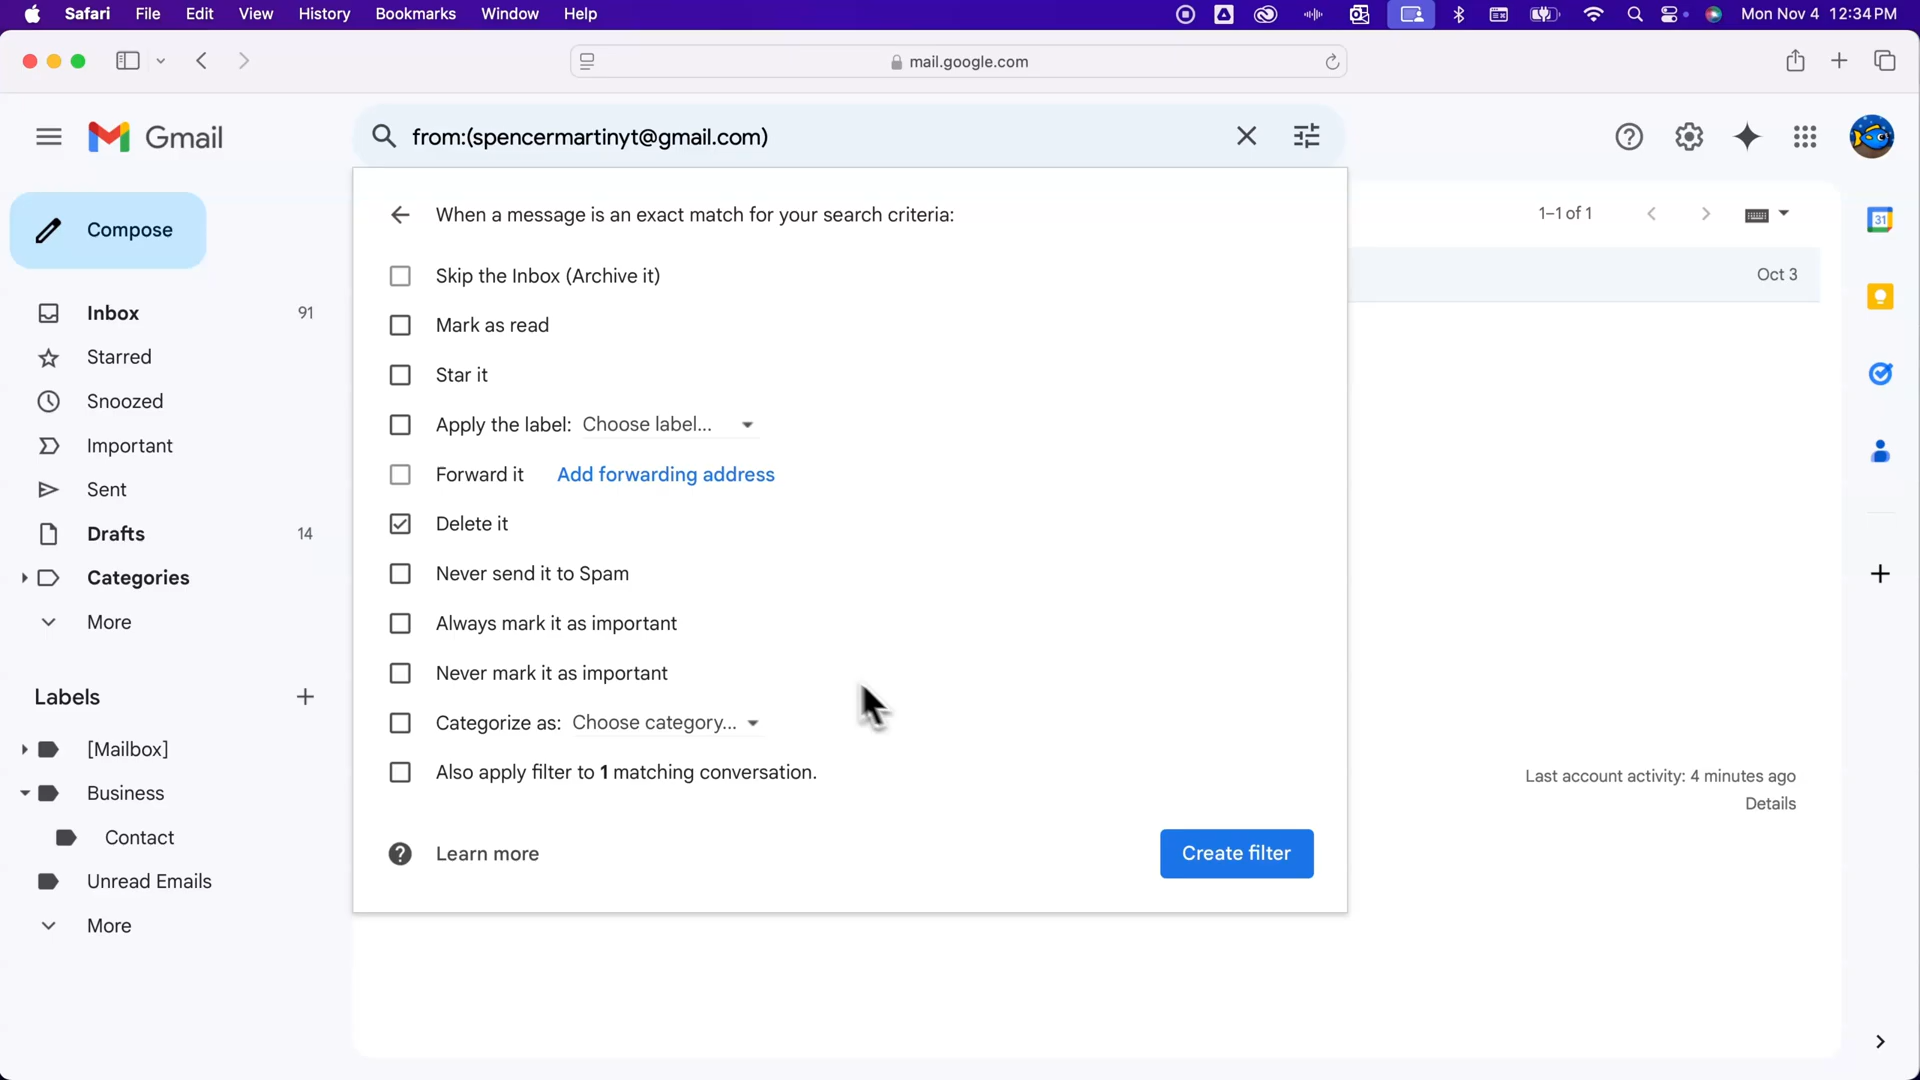 Safari File Edit View History Bookmarks Window Help Mon Nov 4 12:34 PM
mail.google.com
Gmail
from:(spencermartinyt@gmail.com)
Compose
Inbox 91
Starred
Snoozed
Important
Sent
Drafts 14
Categories
More
Labels
[Mailbox]
Business
Contact
Unread Emails
More
When a message is an exact match for your search criteria:
Skip the Inbox (Archive it)
Mark as read
Star it
Apply the label: Choose label...
Forward it Add forwarding address
Delete it
Never send it to Spam
Always mark it as important
Never mark it as important
Categorize as: Choose category...
Also apply filter to 1 matching conversation.
Learn more
Create filter
1–1 of 1
Oct 3
Last account activity: 4 minutes ago
Details
31